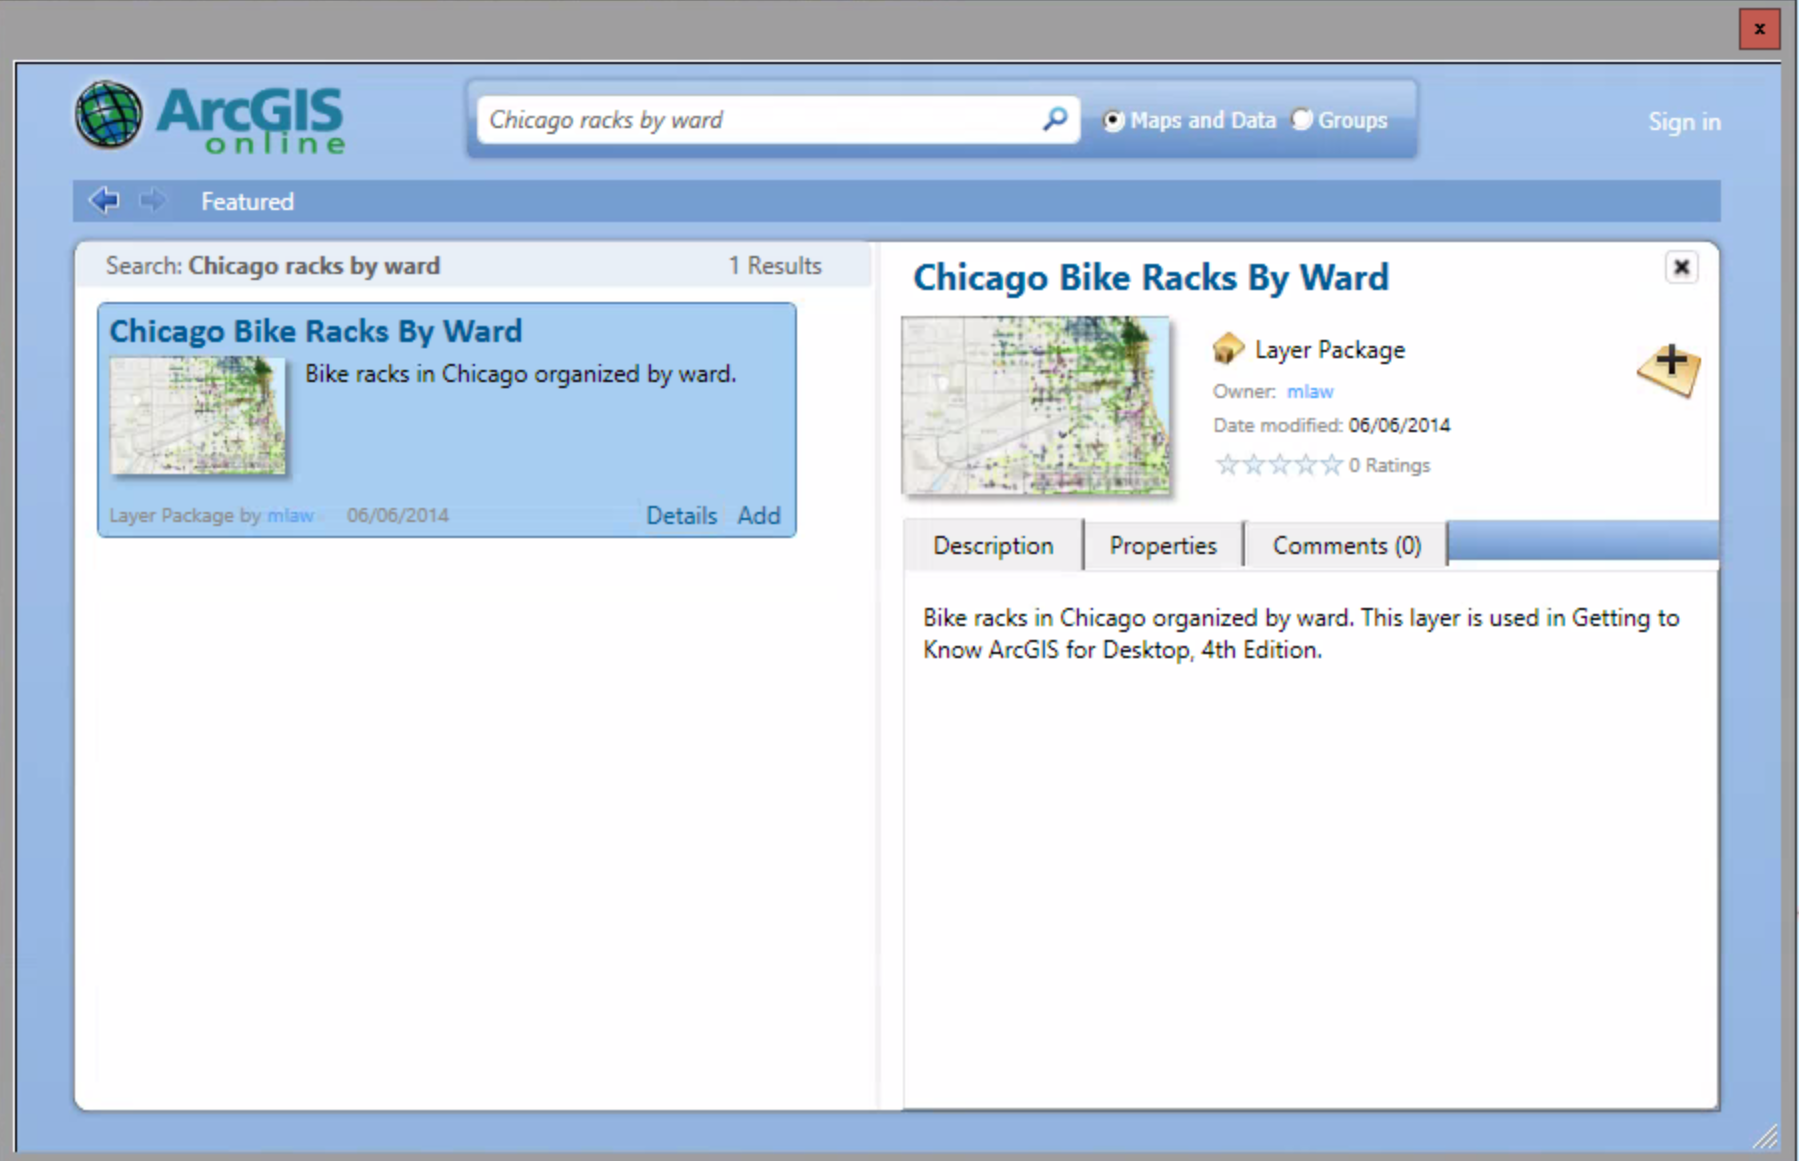 x
ArcGIS
online
Chicago racks by ward
Maps and Data
Groups
Sign in
Featured
Search: Chicago racks by ward
1 Results
Chicago Bike Racks By Ward
Bike racks in Chicago organized by ward.
Layer Package by mlaw 06/06/2014
Details Add
Chicago Bike Racks By Ward
Layer Package
Owner: mlaw
Date modified: 06/06/2014
0 Ratings
Description Properties Comments (0)
Bike racks in Chicago organized by ward. This layer is used in Getting to
Know ArcGIS for Desktop, 4th Edition.